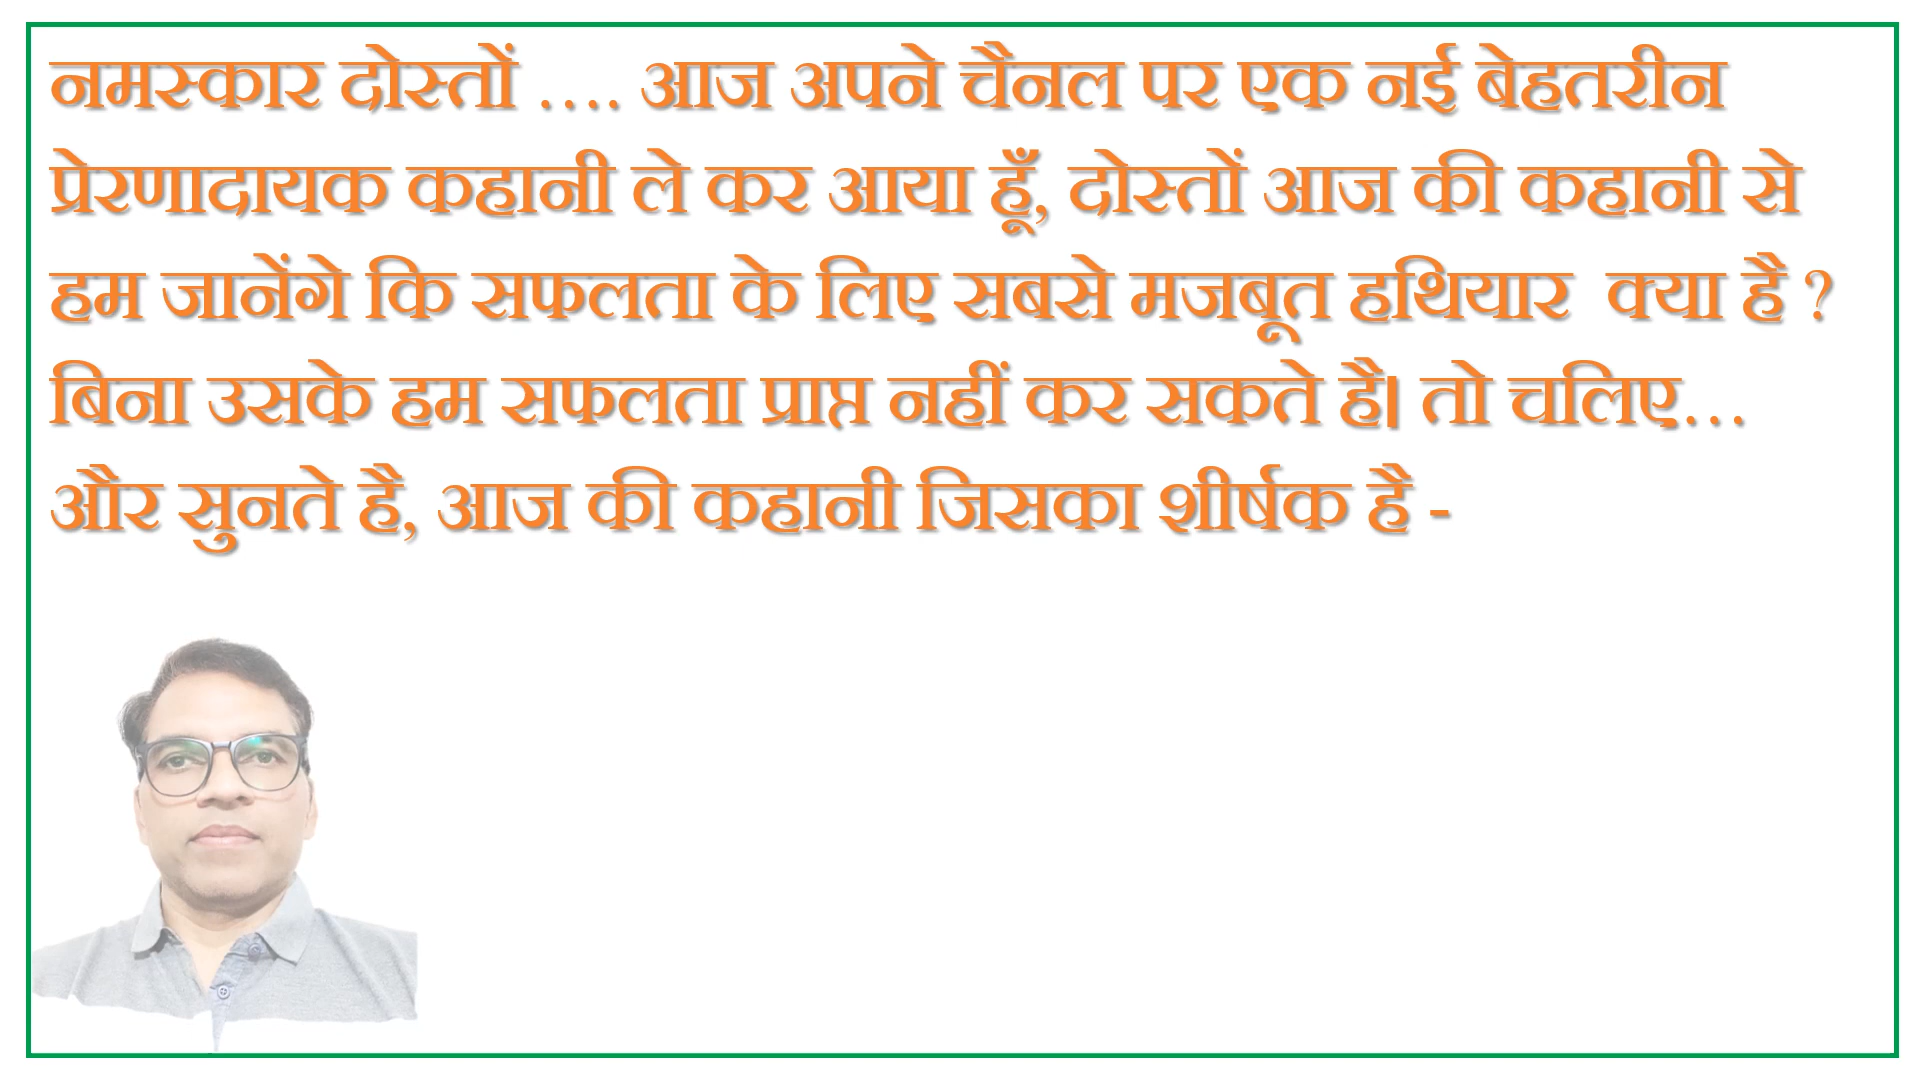 नमस्कार दोस्तों .... आज अपने चैनल पर एक नई बेहतरीन
प्रेरणादायक कहानी ले कर आया हूँ, दोस्तों आज की कहानी से
हम जानेंगे कि सफलता के लिए सबसे मजबूत हथियार  क्या है ?
बिना उसके हम सफलता प्राप्त नहीं कर सकते है। तो चलिए...
और सुनते है, आज की कहानी जिसका शीर्षक है -